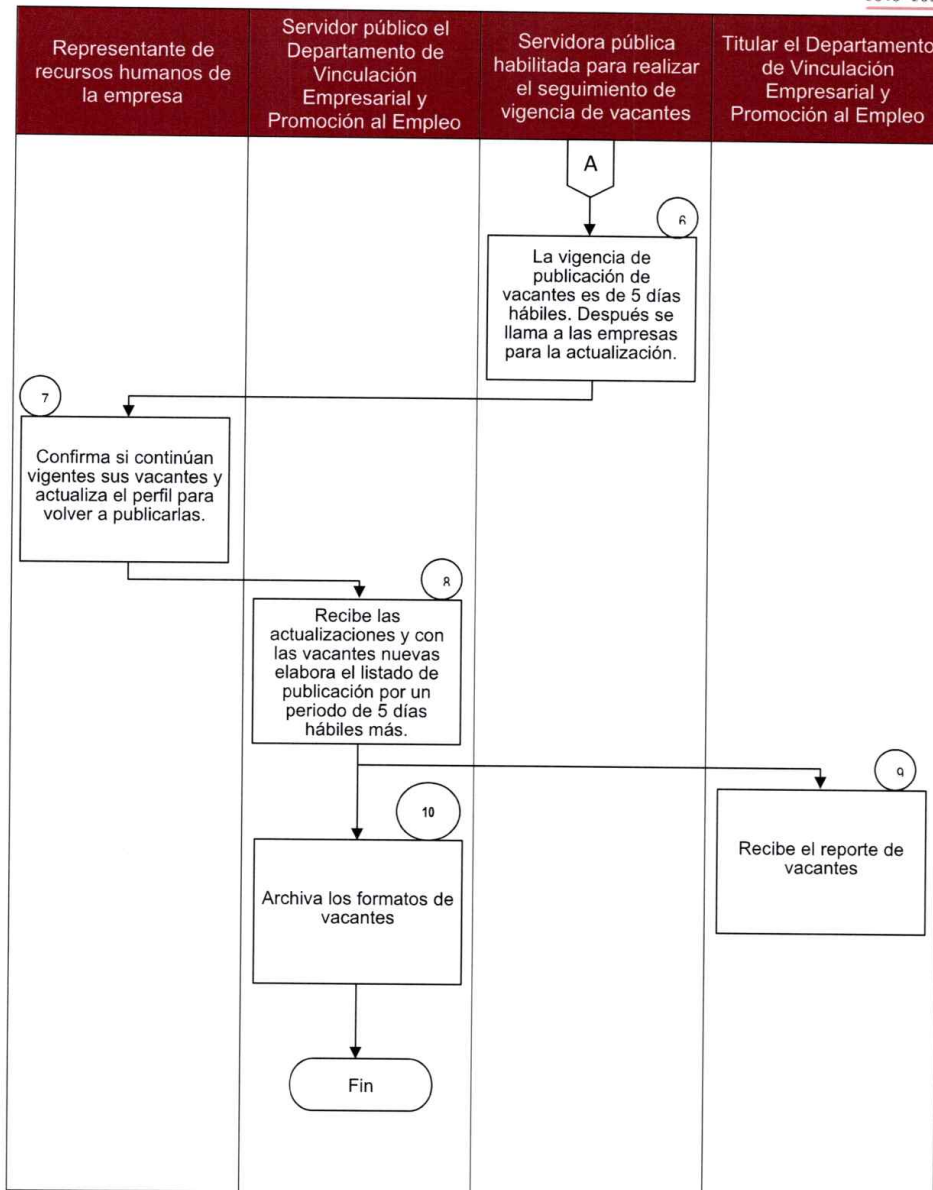 Representante de
recursos humanos de
la empresa
Servidor público el
Departamento de
Vinculación
Empresarial y
Promoción al Empleo
Servidora pública
habilitada para realizar
el seguimiento de
vigencia de vacantes
Titular el Departamento
de Vinculación
Empresarial y
Promoción al Empleo
A
6
La vigencia de
publicación de
vacantes es de 5 días
hábiles. Después se
llama a las empresas
para la actualización.
7
Confirma si continúan
vigentes sus vacantes y
actualiza el perfil para
volver a publicarlas.
8
Recibe las
actualizaciones y con
las vacantes nuevas
elabora el listado de
publicación por un
periodo de 5 días
hábiles más.
9
Recibe el reporte de
vacantes
10
Archiva los formatos de
vacantes
Fin